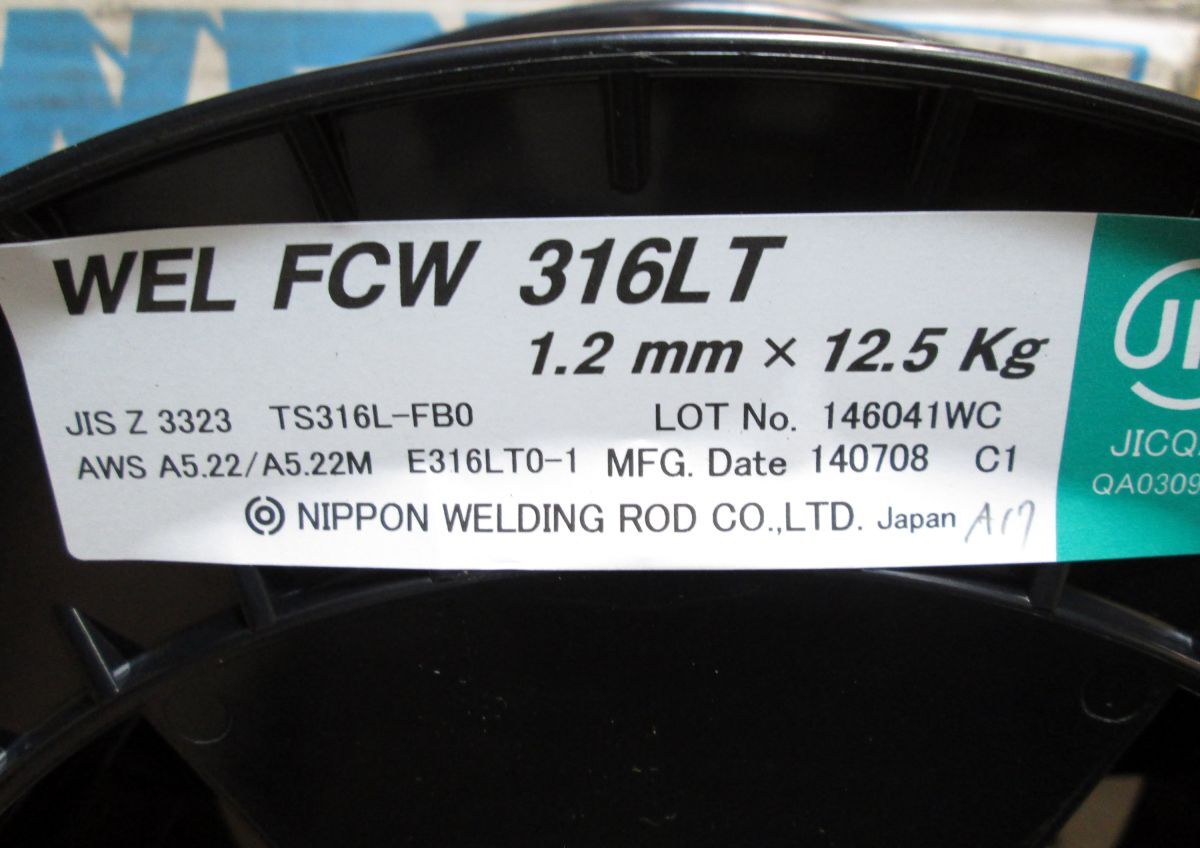 WEL FCW 316LT
1.2 mm × 12.5 Kg
JIS Z 3323 TS316L-FB0 LOT No. 146041WC
AWS A5.22/A5.22M E316LT0-1 MFG. Date 140708 C1
NIPPON WELDING ROD CO.,LTD. Japan A17
JICQA
QA0309